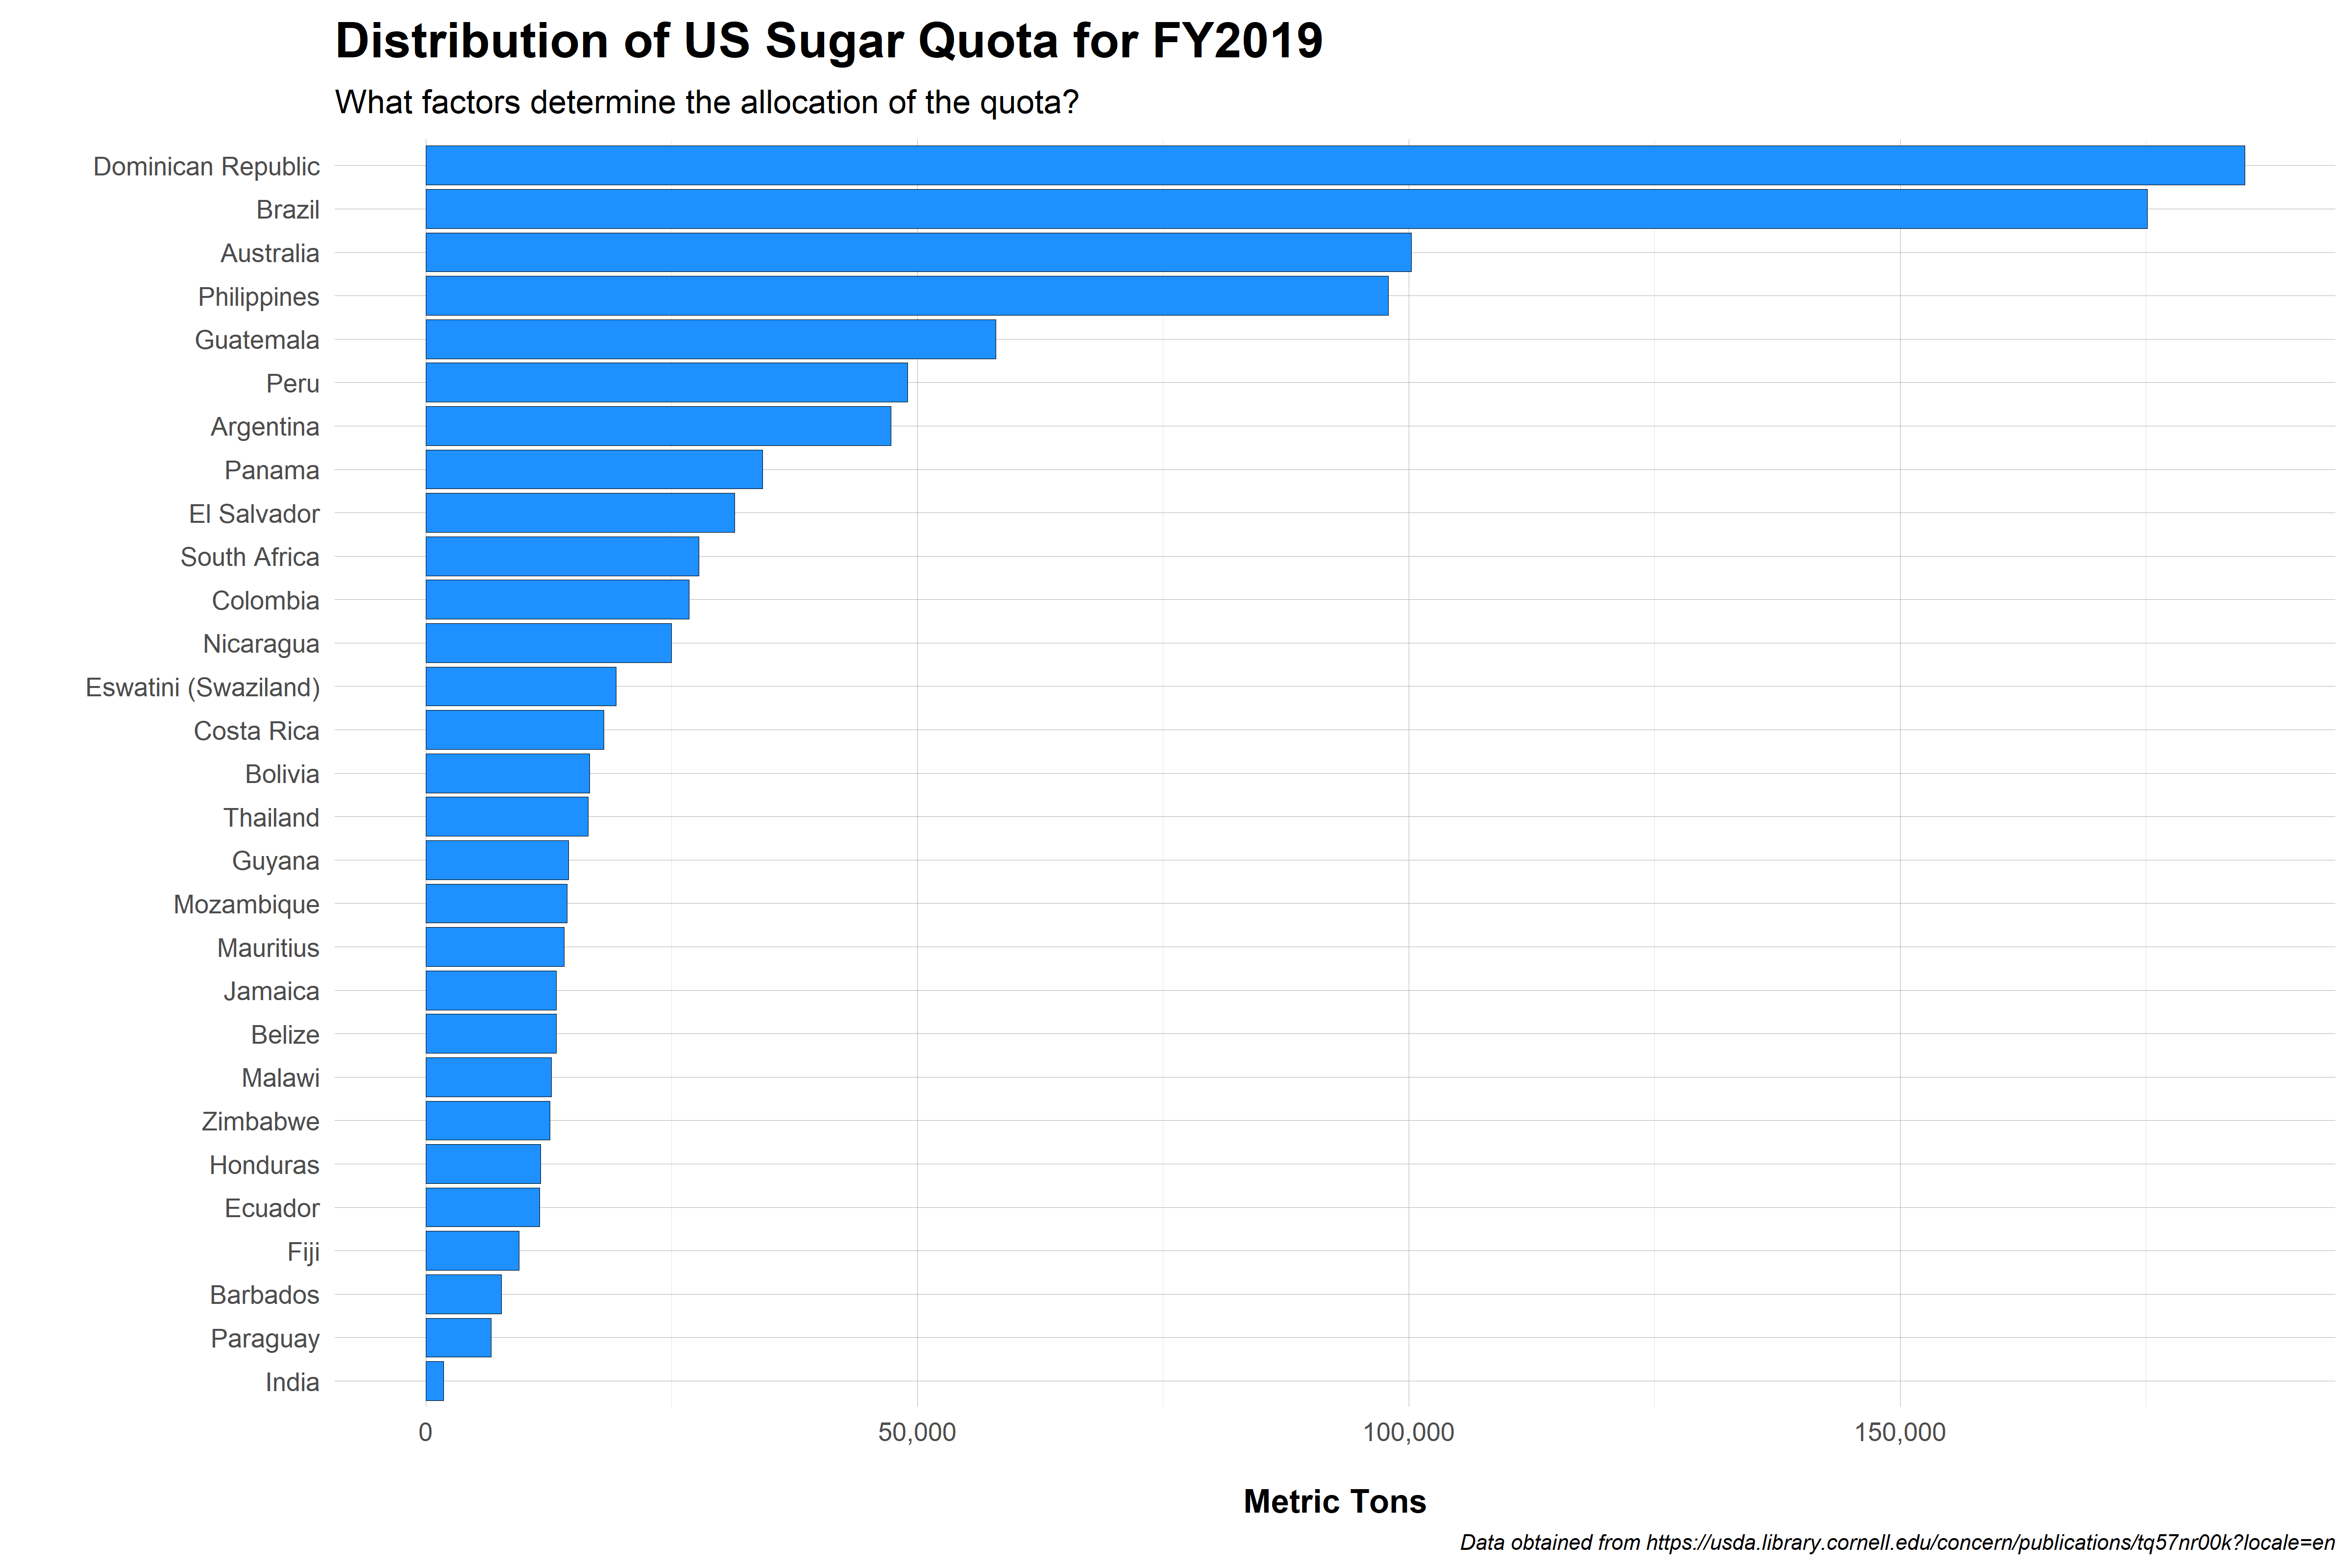 Distribution of US Sugar Quota for FY2019
What factors determine the allocation of the quota?
Dominican Republic
Brazil
Australia
Philippines
Guatemala
Peru
Argentina
Panama
El Salvador
South Africa
Colombia
Nicaragua
Eswatini (Swaziland)
Costa Rica
Bolivia
Thailand
Guyana
Mozambique
Mauritius
Jamaica
Belize
Malawi
Zimbabwe
Honduras
Ecuador
Fiji
Barbados
Paraguay
India
0 50,000 100,000 150,000
Metric Tons
Data obtained from https://usda.library.cornell.edu/concern/publications/tq57nr00k?locale=en